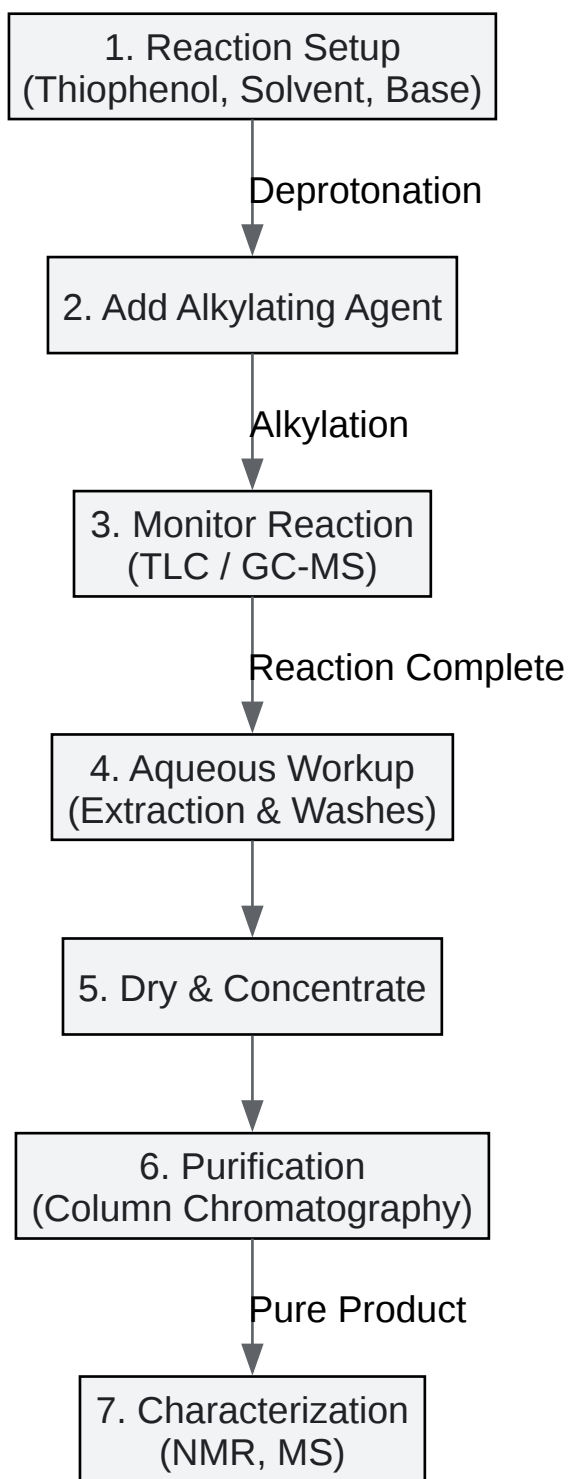 1. Reaction Setup
(Thiophenol, Solvent, Base)
Deprotonation
2. Add Alkylating Agent
Alkylation
3. Monitor Reaction
(TLC / GC-MS)
Reaction Complete
4. Aqueous Workup
(Extraction & Washes)
5. Dry & Concentrate
6. Purification
(Column Chromatography)
Pure Product
7. Characterization
(NMR, MS)